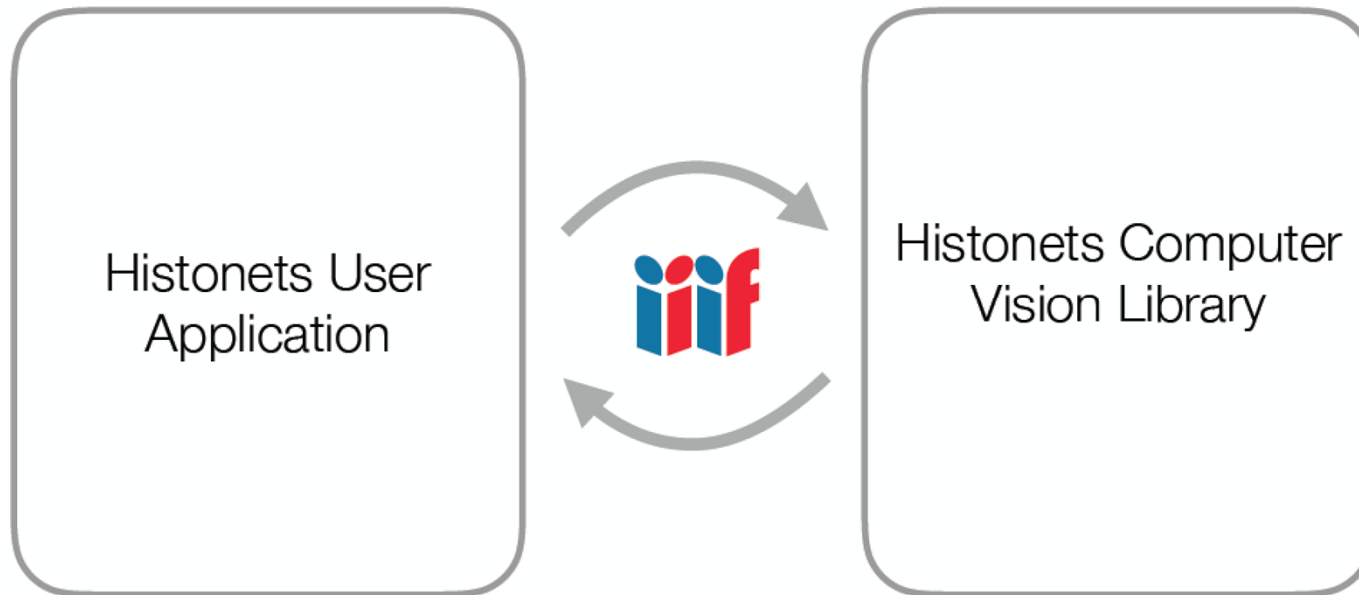 Histonets User
Application
iiif
Histonets Computer
Vision Library